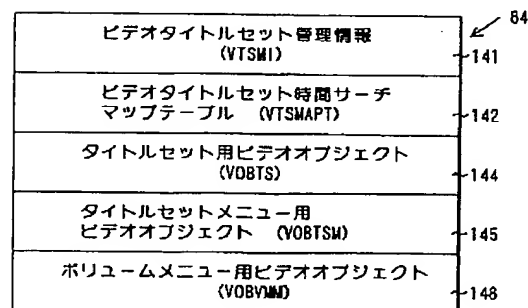 84
ビデオタイトルセット管理情報
(VTSMI)
141
ビデオタイトルセット時間サーチ
マップテーブル (VTSMAPT)
142
タイトルセット用ビデオオブジェクト
(VOBTS)
144
タイトルセットメニュー用
ビデオオブジェクト (VOBTSM)
145
ボリュームメニュー用ビデオオブジェクト
(VOBVMM)
148